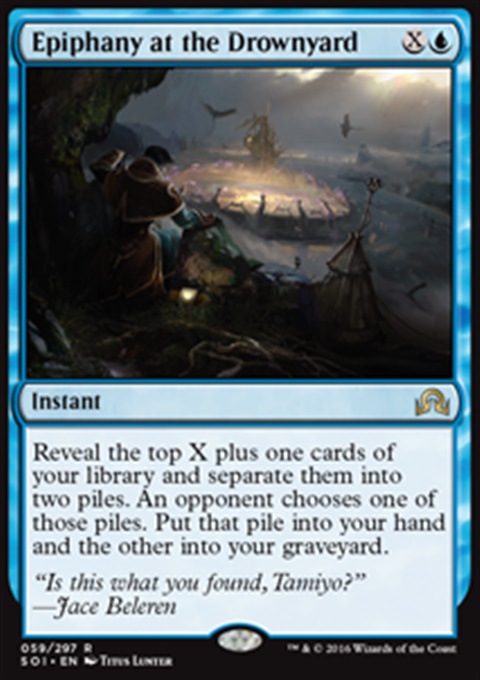 Epiphany at the Drownyard X
Instant
Reveal the top X plus one cards of
your library and separate them into
two piles. An opponent chooses one of
those piles. Put that pile into your hand
and the other into your graveyard.
“Is this what you found, Tamiyo?”
—Jace Beleren
059/297 R
SOI • EN Titus Lunter
™ & © 2016 Wizards of the Coast